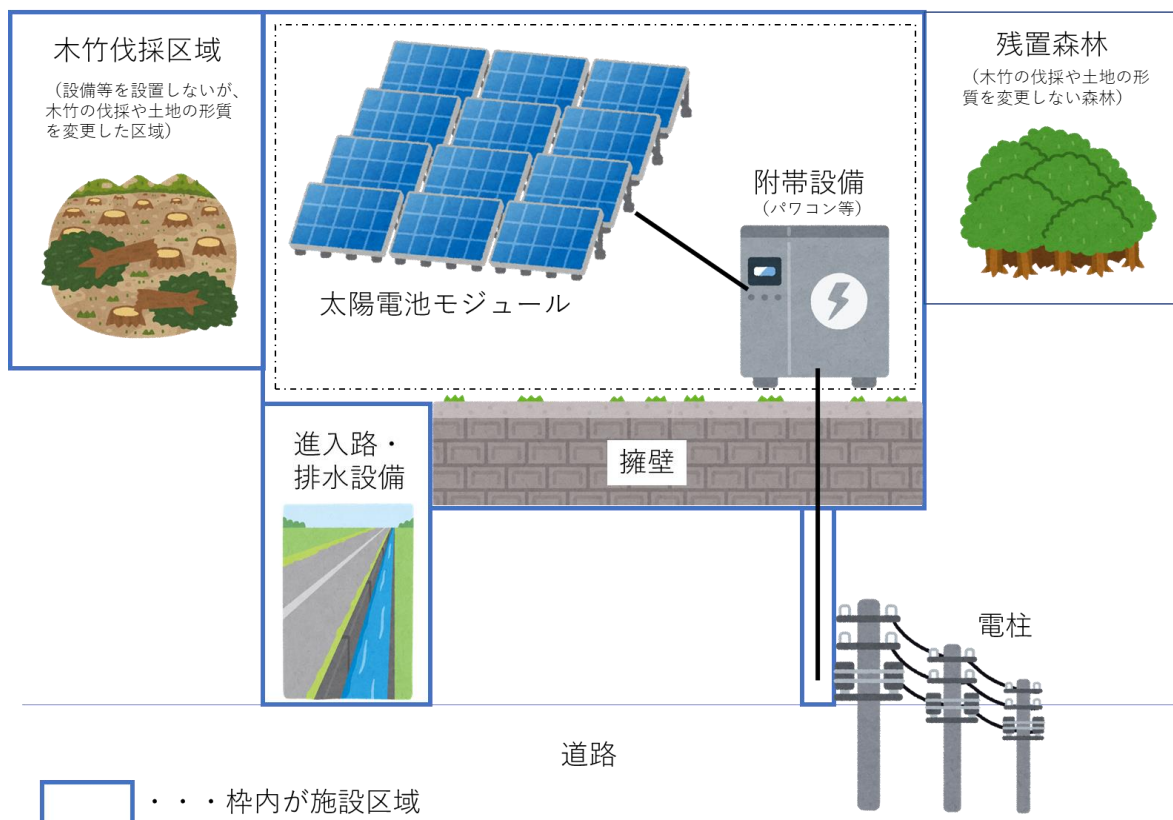 木竹伐採区域
（設備等を設置しないが、
木竹の伐採や土地の形質
を変更した区域）
太陽電池モジュール
附帯設備
（パワコン等）
残置森林
（木竹の伐採や土地の形
質を変更しない森林）
進入路・
排水設備
擁壁
電柱
道路
・・・枠内が施設区域